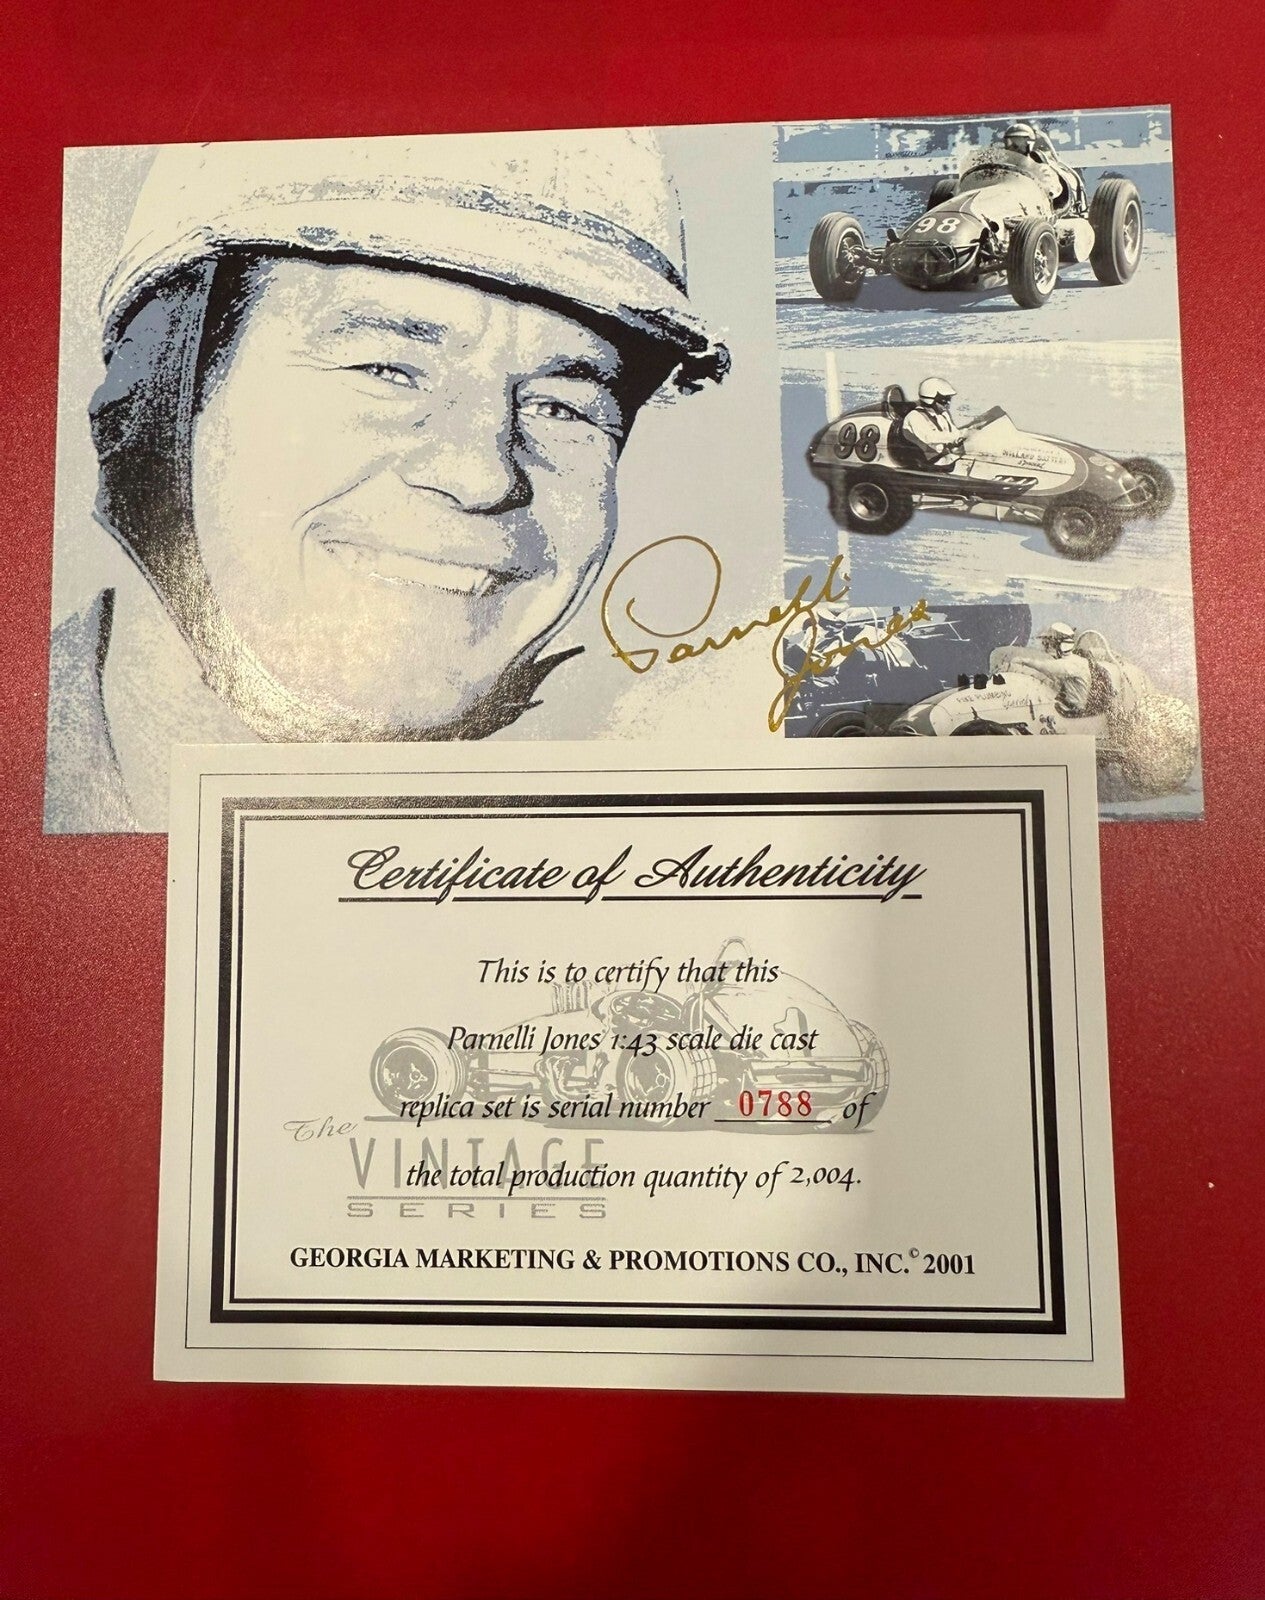 98
98
WILLARD BATTERY
Parnelli
Jones
Certificate of Authenticity
This is to certify that this
Parnelli Jones' 1:43 scale die cast
replica set is serial number 0788 of
The
VINTAGE
the total production quantity of 2,004.
SERIES
GEORGIA MARKETING & PROMOTIONS CO., INC.© 2001